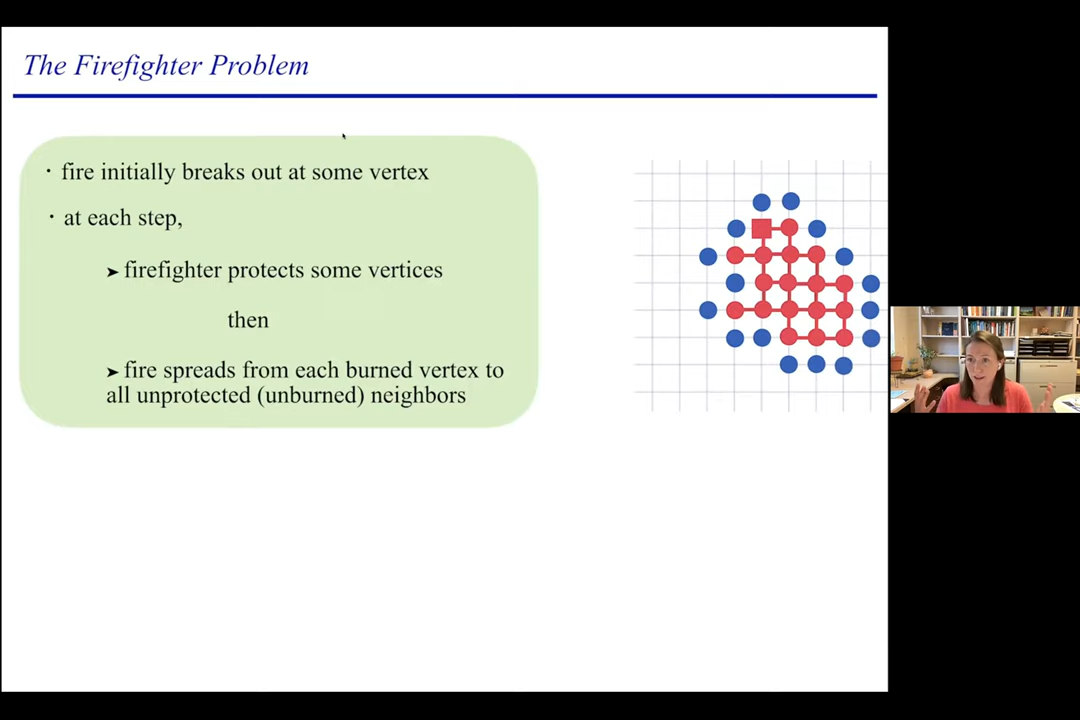 The Firefighter Problem
· fire initially breaks out at some vertex
· at each step,
➤ firefighter protects some vertices
then
➤ fire spreads from each burned vertex to
all unprotected (unburned) neighbors